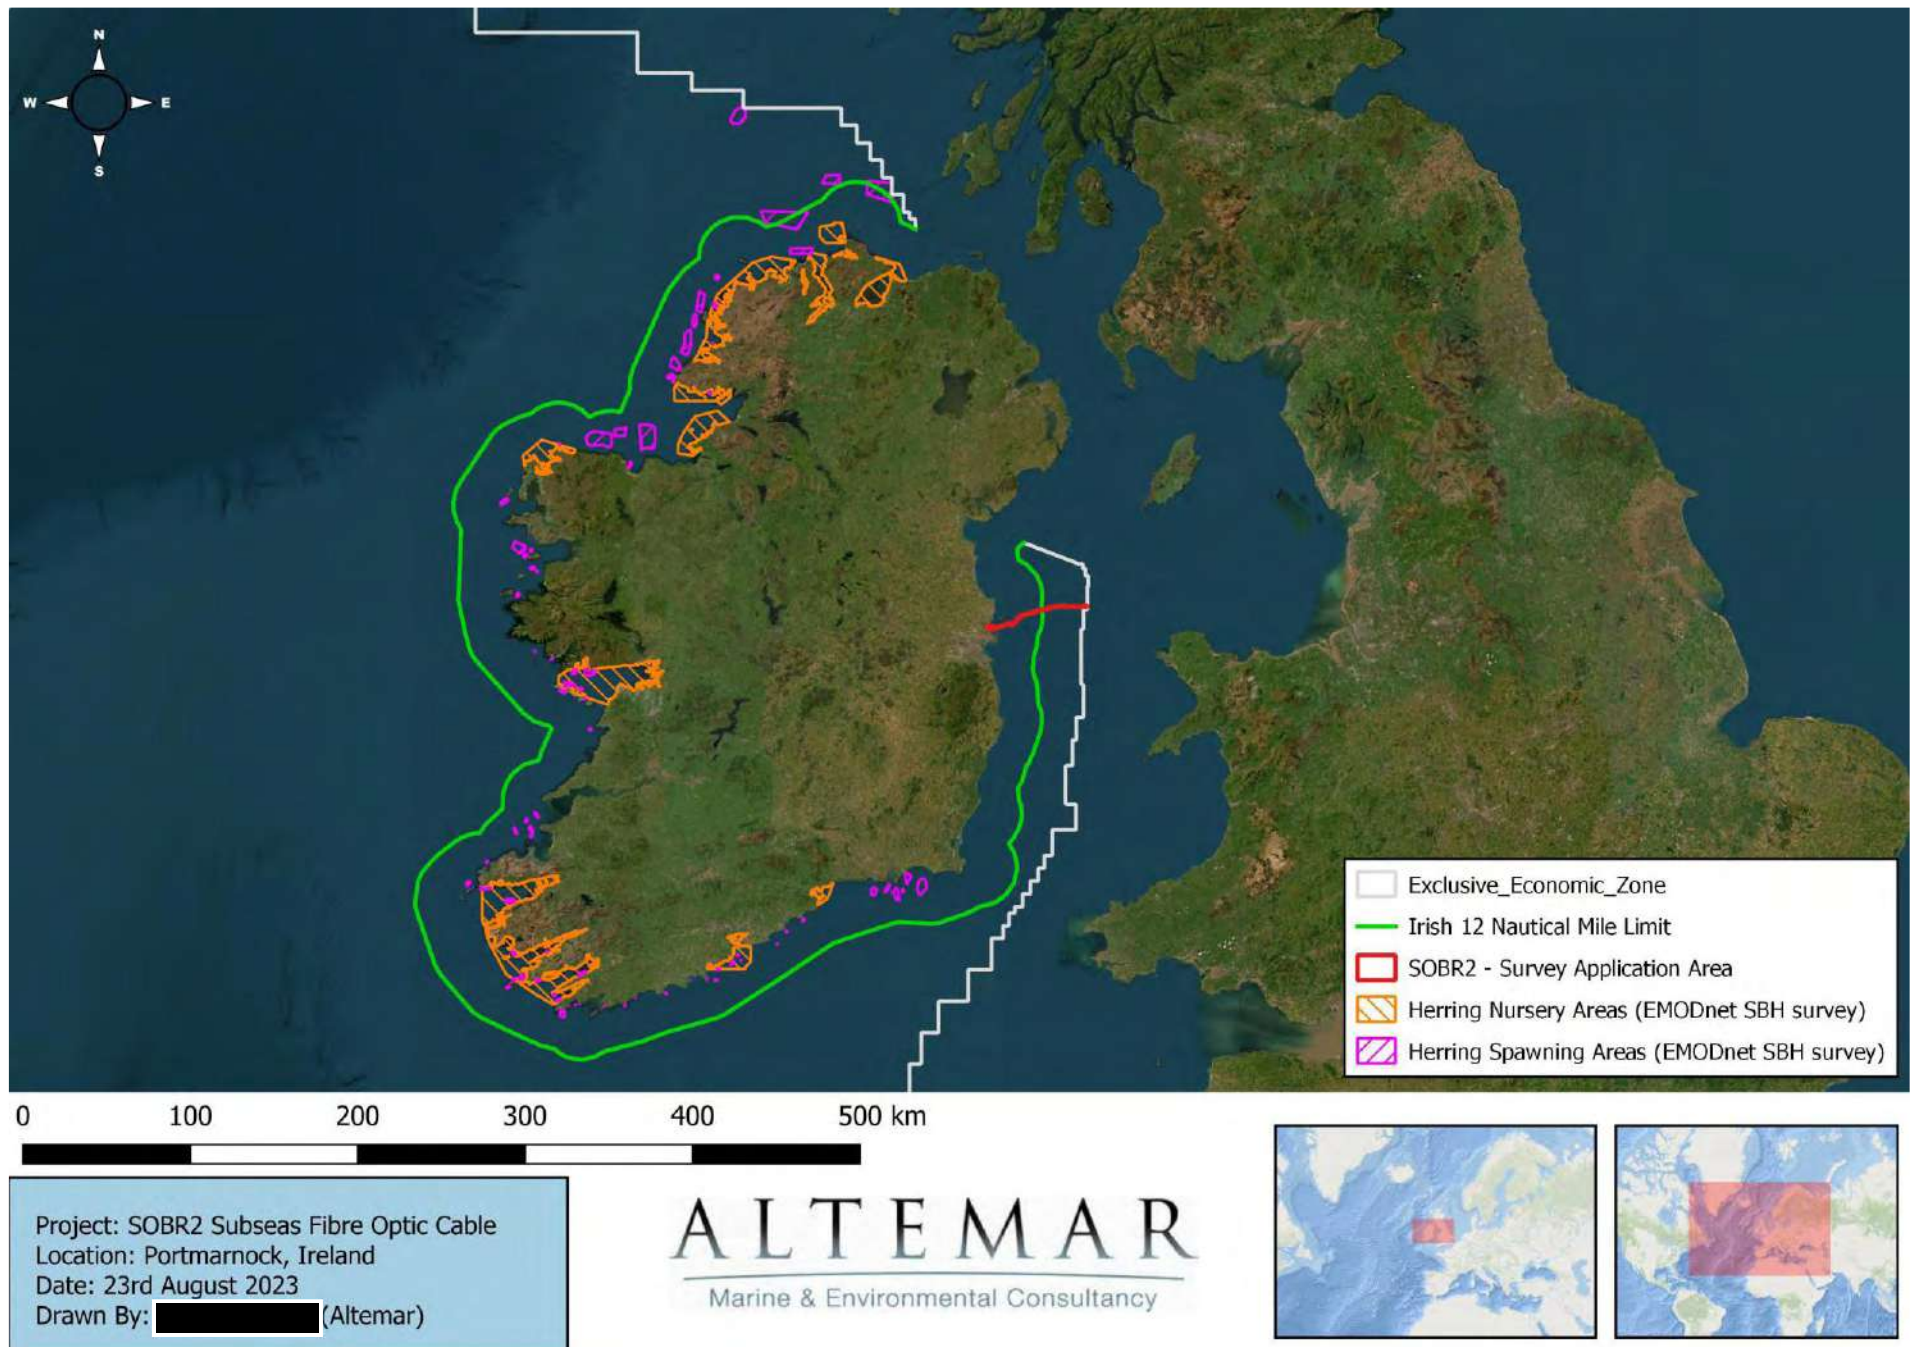 N
W
E
S
Exclusive_Economic_Zone
Irish 12 Nautical Mile Limit
SOBR2 - Survey Application Area
Herring Nursery Areas (EMODnet SBH survey)
Herring Spawning Areas (EMODnet SBH survey)
0 100 200 300 400 500 km
Project: SOBR2 Subseas Fibre Optic Cable
Location: Portmarnock, Ireland
Date: 23rd August 2023
Drawn By: (Altemar)
ALTEMAR
Marine & Environmental Consultancy